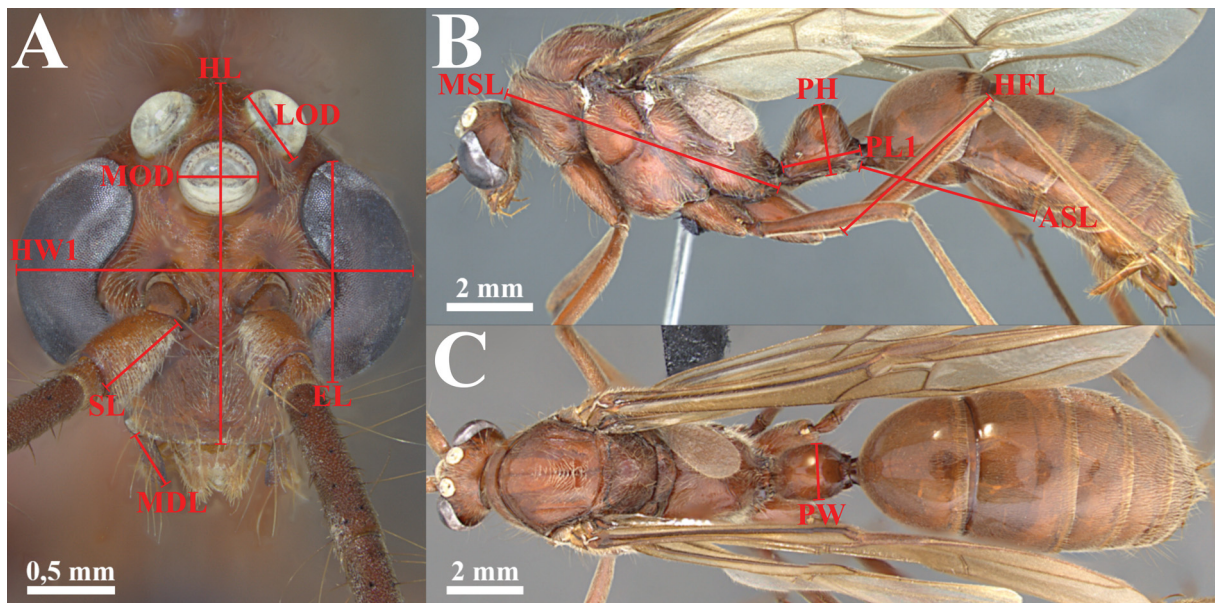 A
HL
LOD
MOD
HW1
SL
EL
MDL
0,5 mm
B
MSL
PH
HFL
PL1
ASL
2 mm
C
PW
2 mm